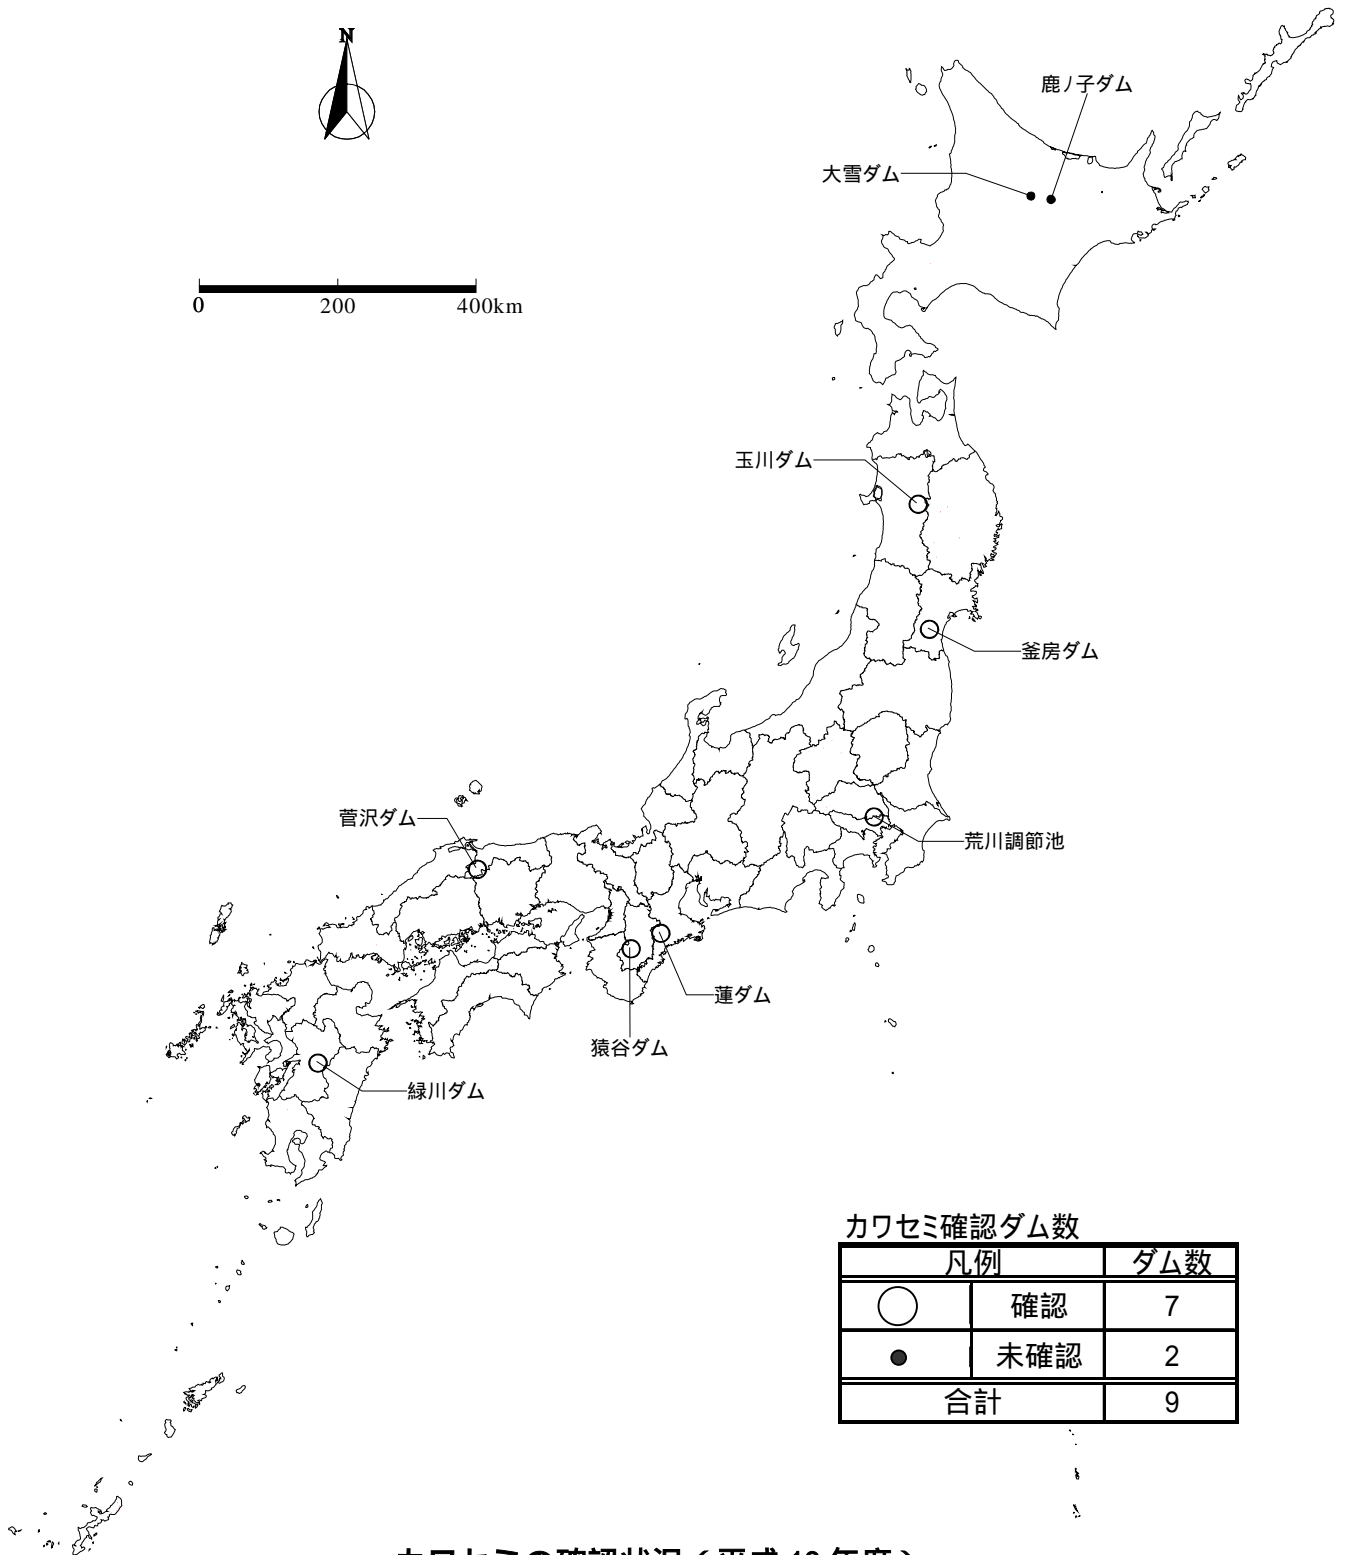 N
鹿ノ子ダム
大雪ダム
0 200 400km
玉川ダム
釜房ダム
菅沢ダム
荒川調節池
蓮ダム
猿谷ダム
緑川ダム
カワセミ確認ダム数
凡例 ダム数
確認 7
未確認 2
合計 9